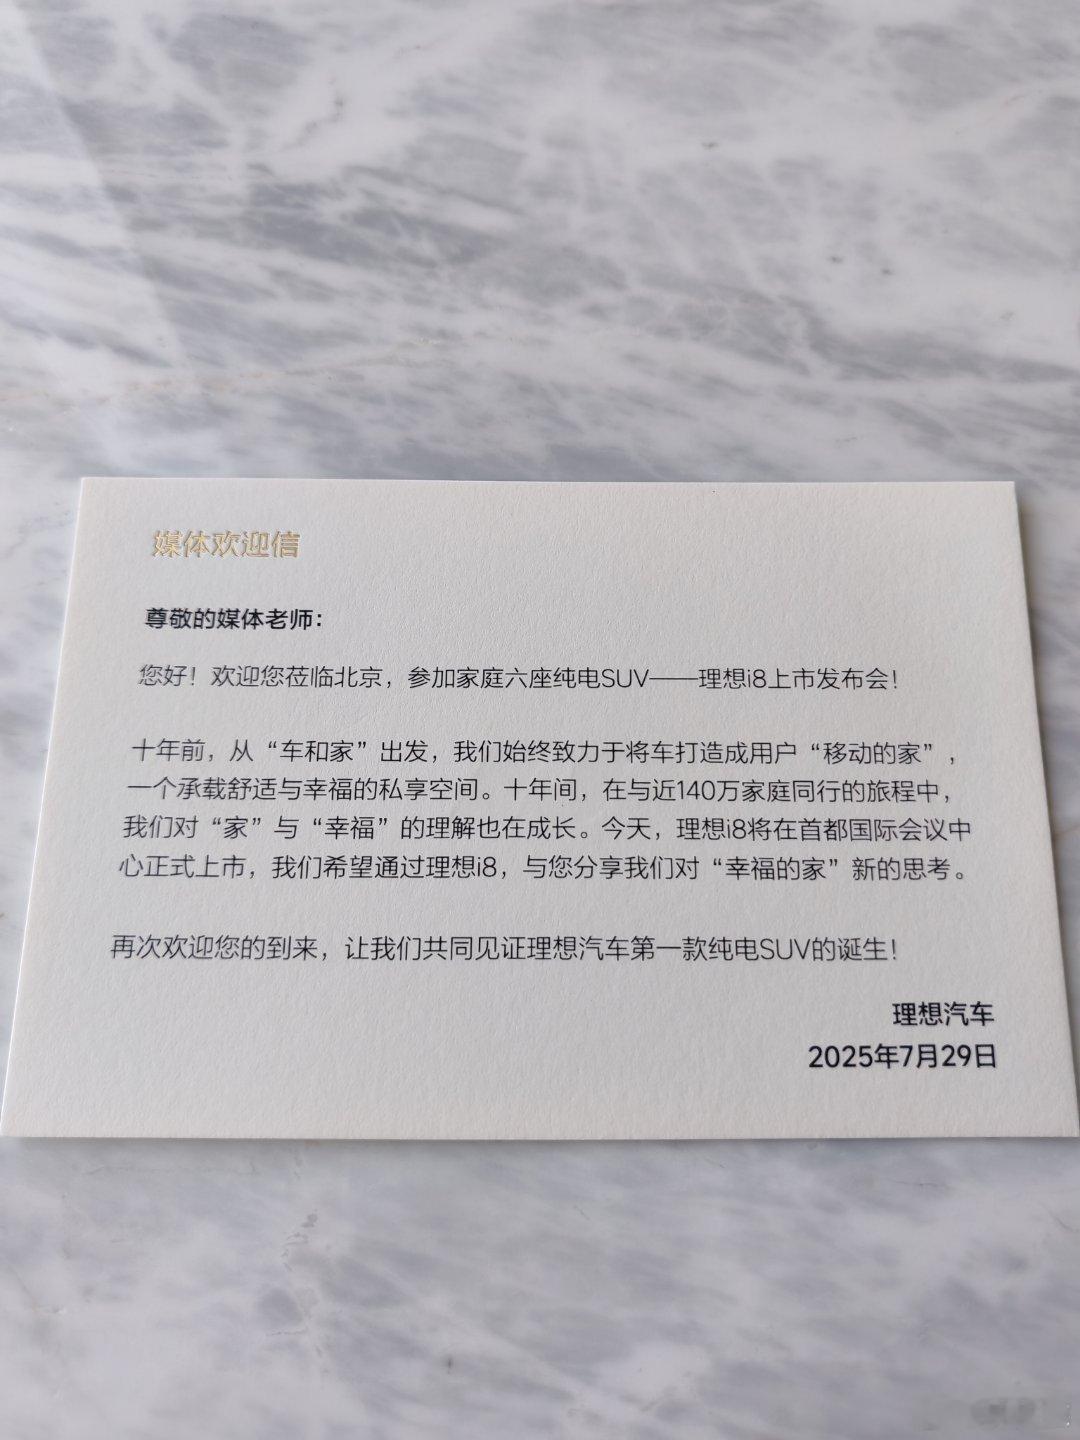 媒体欢迎信
尊敬的媒体老师：
您好！欢迎您莅临北京，参加家庭六座纯电SUV——理想i8上市发布会！
十年前，从“车和家”出发，我们始终致力于将车打造成用户“移动的家”，
一个承载舒适与幸福的私享空间。十年间，在与近140万家庭同行的旅程中，
我们对“家”与“幸福”的理解也在成长。今天，理想i8将在首都国际会议中
心正式上市，我们希望通过理想i8，与您分享我们对“幸福的家”新的思考。
再次欢迎您的到来，让我们共同见证理想汽车第一款纯电SUV的诞生！
理想汽车
2025年7月29日